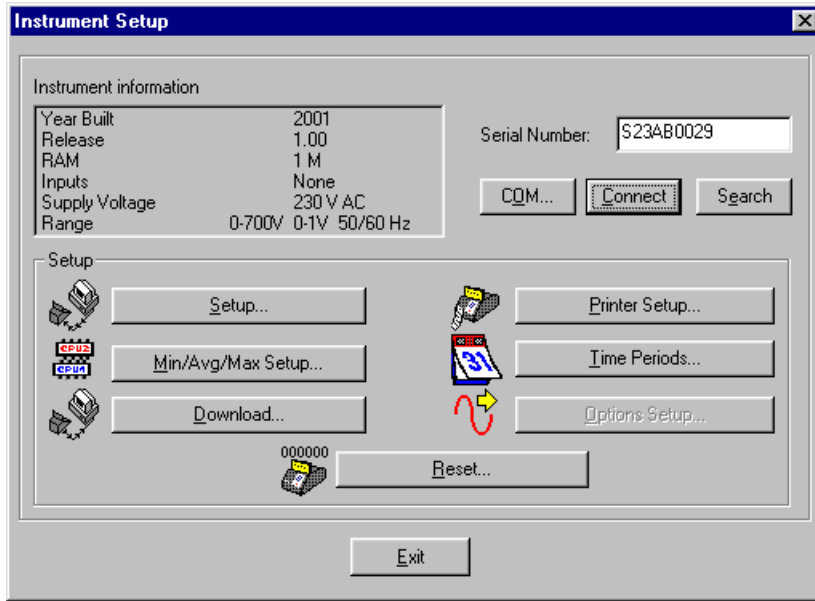 Instrument Setup
Instrument information
Year Built 2001
Release 1.00
RAM 1 M
Inputs None
Supply Voltage 230 V AC
Range 0-700V 0-1V 50/60 Hz
Serial Number: S23AB0029
COM... Connect Search
Setup
Setup... Printer Setup...
CPU2
CPU1
Min/Avg/Max Setup... 31 Time Periods...
Download... Options Setup...
000000
Reset...
Exit